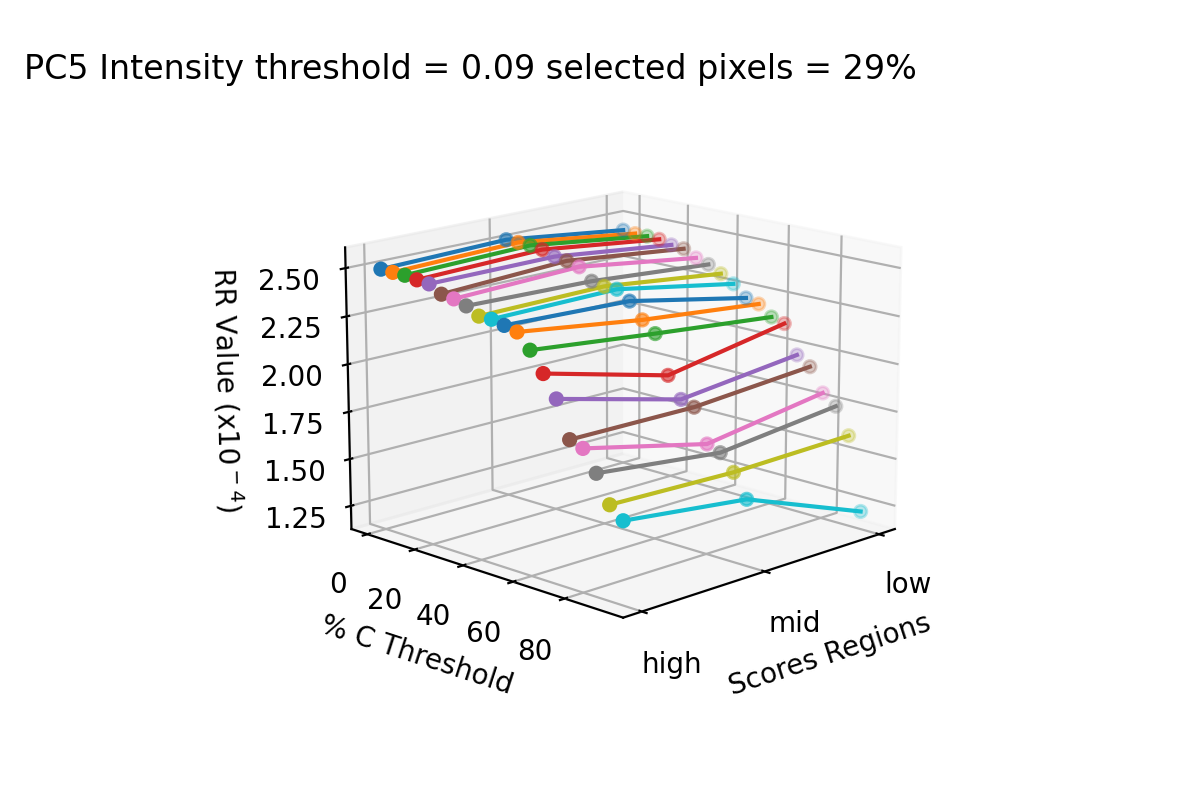 PC5 Intensity threshold = 0.09 selected pixels = 29%
RR Value (x10⁻⁴)
2.50
2.25
2.00
1.75
1.50
1.25
0
20
40
60
80
% C Threshold
high
mid
low
Scores Regions